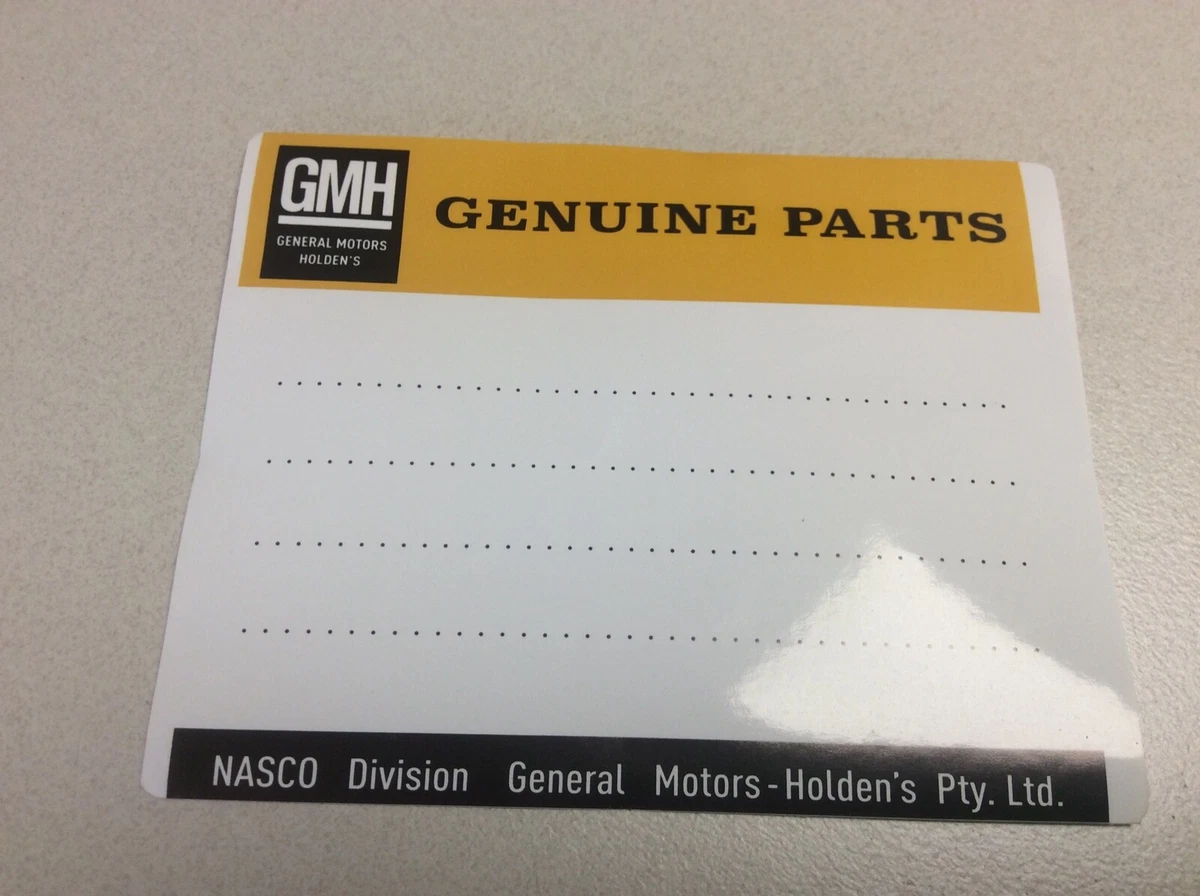 GMH
GENERAL MOTORS
HOLDEN'S
GENUINE PARTS
NASCO Division General Motors-Holden's Pty. Ltd.